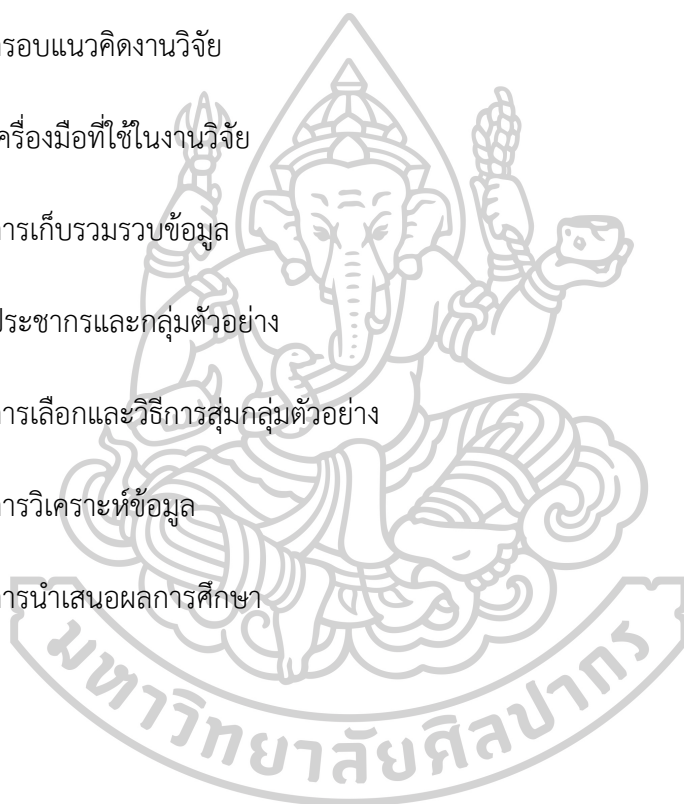 กรอบแนวคิดงานวิจัย
เครื่องมือที่ใช้ในงานวิจัย
การเก็บรวมรวบข้อมูล
ประชากรและกลุ่มตัวอย่าง
การเลือกและวิธีการสุ่มกลุ่มตัวอย่าง
การวิเคราะห์ข้อมูล
การนำเสนอผลการศึกษา
มหาวิทยาลัยศิลปากร